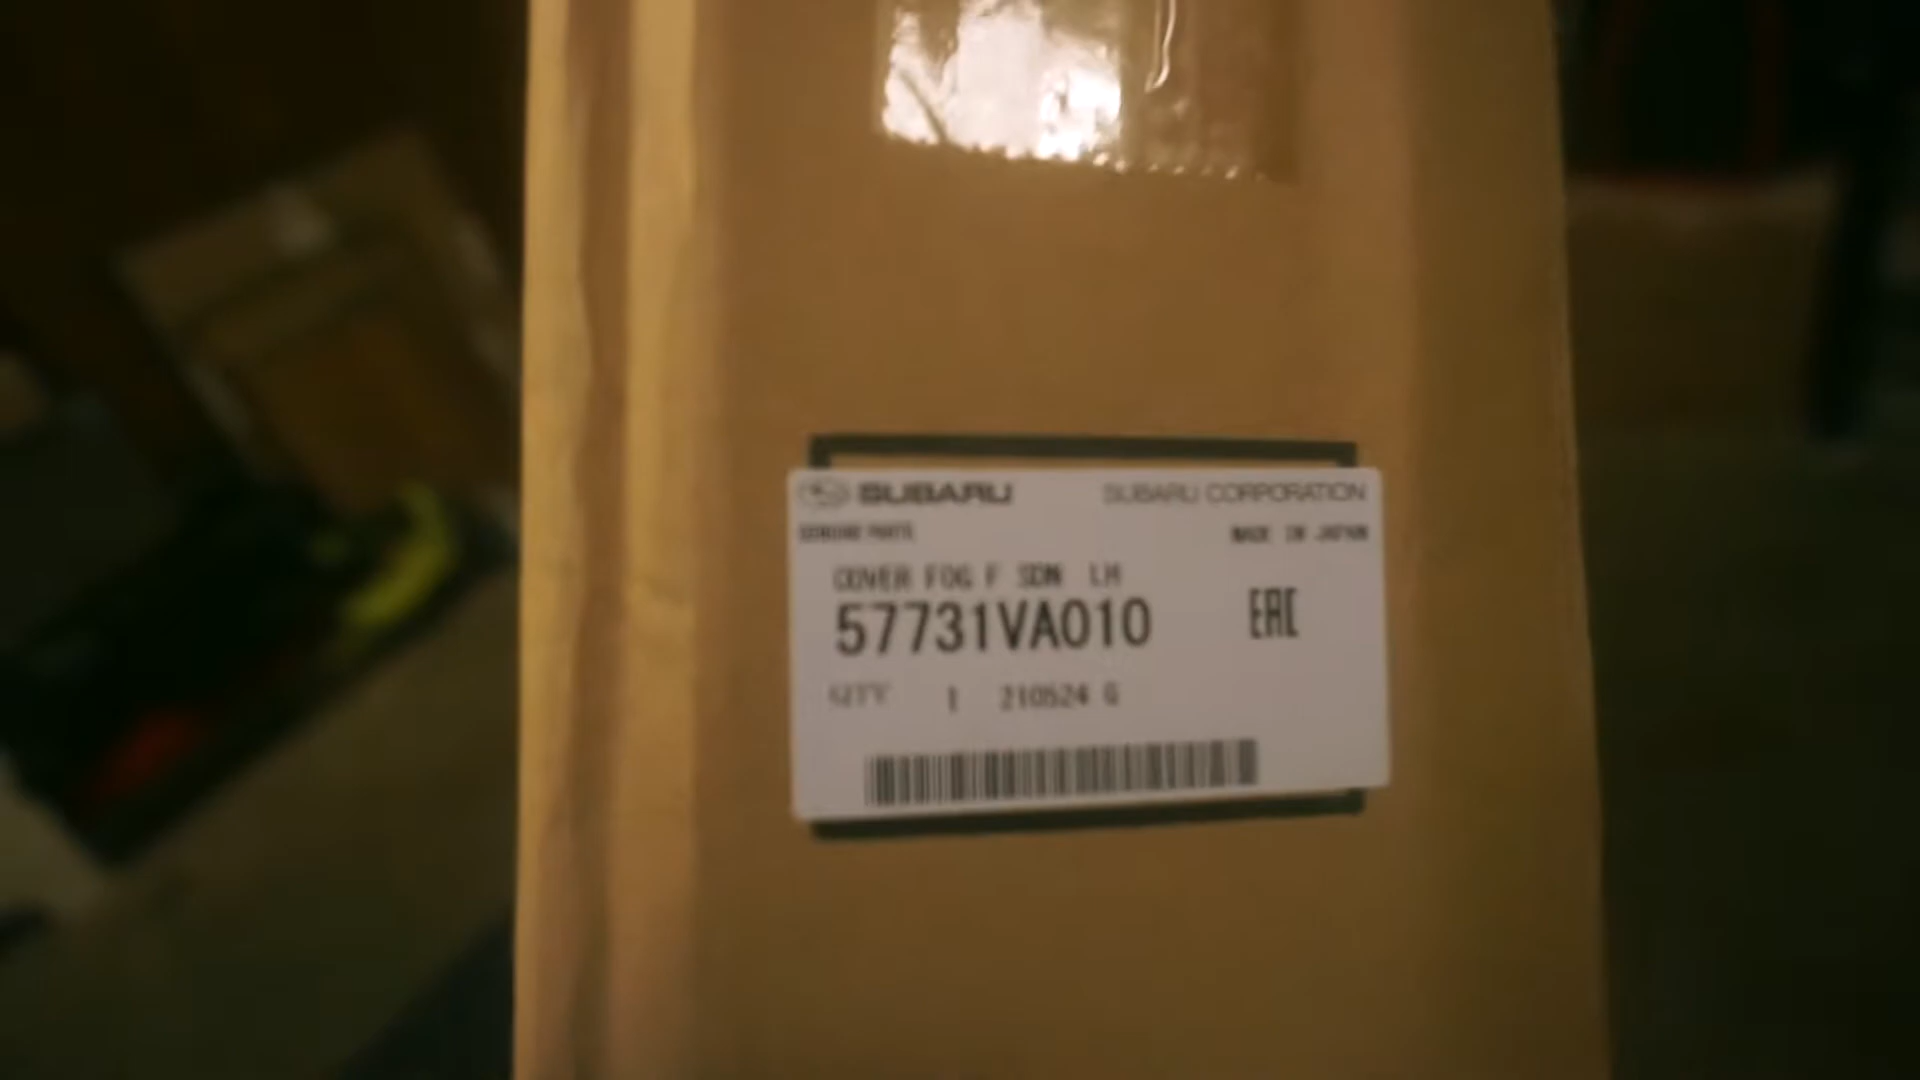 SUBARU SUBARU CORPORATION
GENUINE PARTS MADE IN JAPAN
COVER FOG F SDN LH
57731VA010 EAC
QTY 1 210524 G